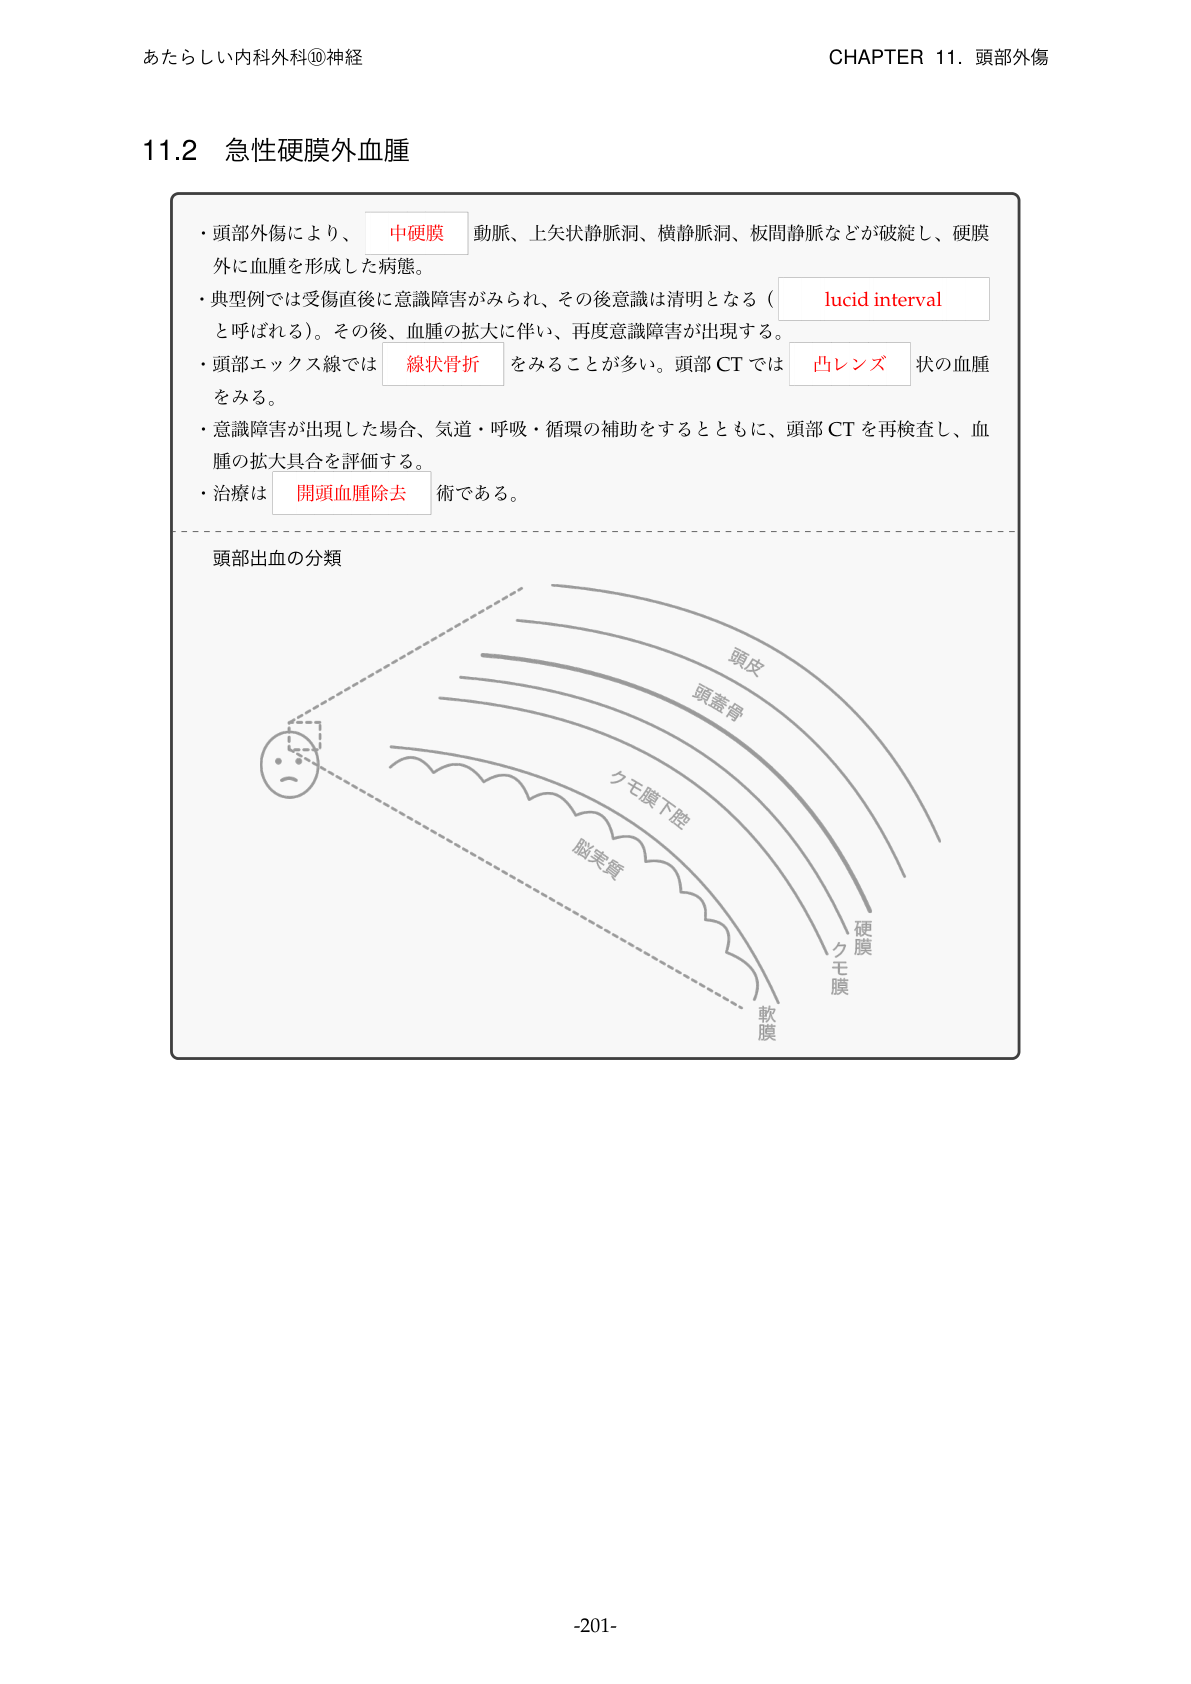 あたらしい内科外科⑩神経
CHAPTER 11. 頭部外傷
11.2 急性硬膜外血腫
・頭部外傷により、 中硬膜 動脈、上矢状静脈洞、横静脈洞、板間静脈などが破綻し、硬膜
外に血腫を形成した病態。
・典型例では受傷直後に意識障害がみられ、その後意識は清明となる（ lucid interval
と呼ばれる）。その後、血腫の拡大に伴い、再度意識障害が出現する。
・頭部エックス線では 線状骨折 をみることが多い。頭部 CT では 凸レンズ 状の血腫
をみる。
・意識障害が出現した場合、気道・呼吸・循環の補助をするとともに、頭部 CT を再検査し、血
腫の拡大具合を評価する。
・治療は 開頭血腫除去 術である。
頭部出血の分類
頭皮
頭蓋骨
クモ膜下腔
脳実質
硬膜
クモ膜
軟膜
-201-